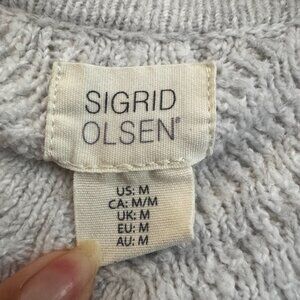 SIGRID
OLSEN®
US: M
CA: M/M
UK: M
EU: M
AU: M